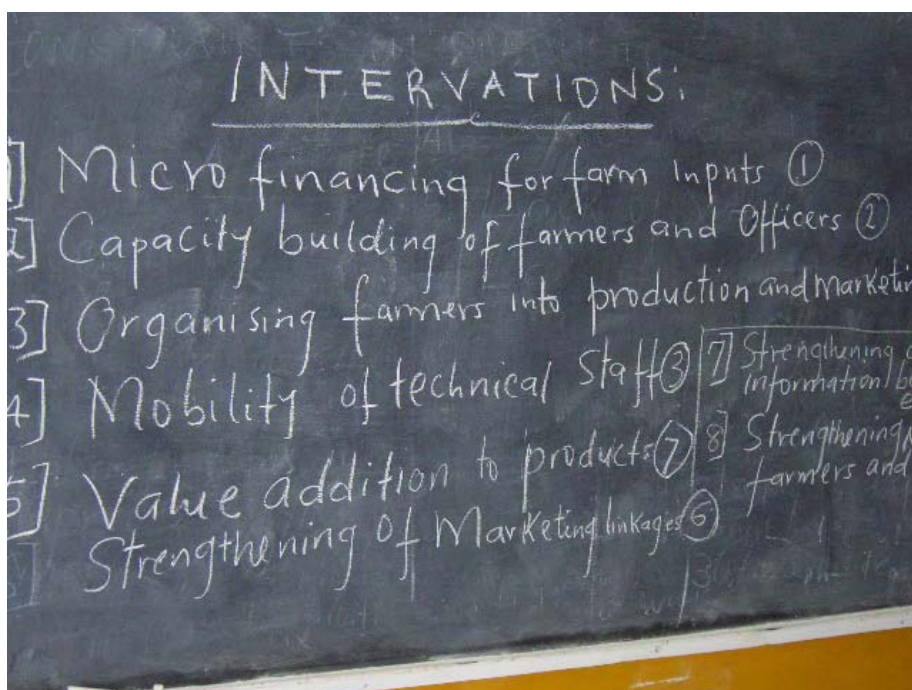 INTERVATIONS:
1] Micro financing for farm inputs ①
2] Capacity building of farmers and Officers ②
3] Organising farmers into production and marketin
4] Mobility of technical Staff ③
5] Value addition to products ⑦
Strengthening of Marketing linkages ⑥
7] Strengthening
(information)
8] Strengthening
farmers and